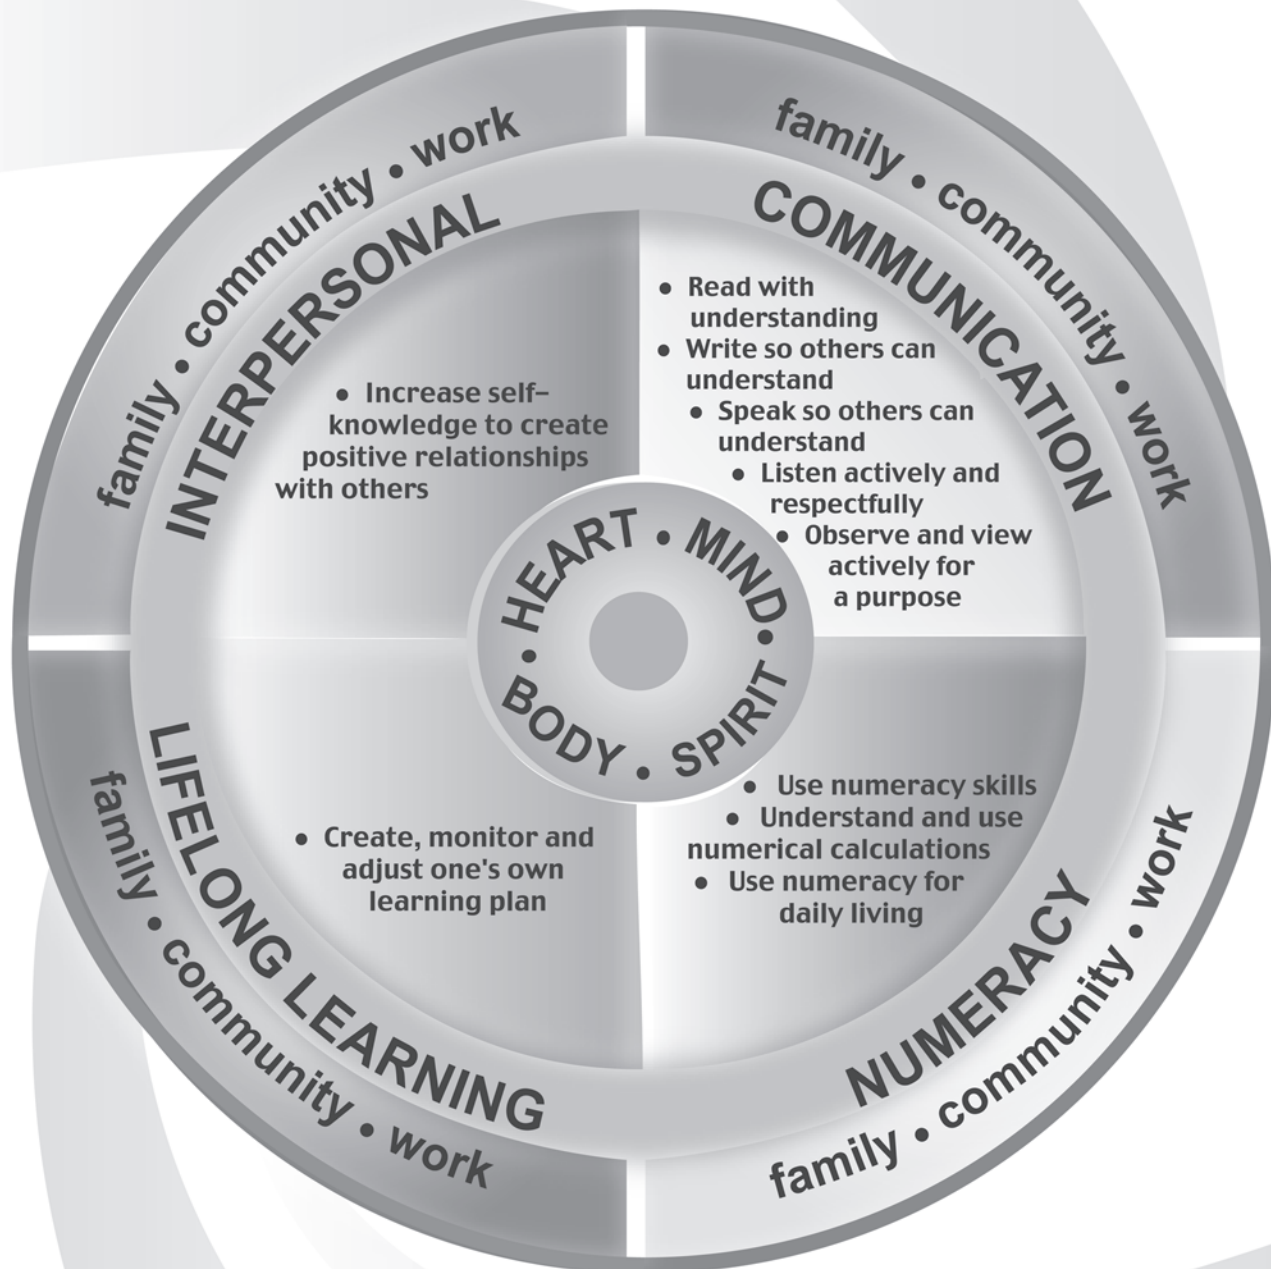 family • community • work
INTERPERSONAL
• Increase self–
knowledge to create
positive relationships
with others
family • community • work
COMMUNICATION
• Read with
understanding
• Write so others can
understand
• Speak so others can
understand
• Listen actively and
respectfully
• Observe and view
actively for
a purpose
• HEART • MIND •
BODY • SPIRIT
LIFELONG LEARNING
family • community • work
• Create, monitor and
adjust one's own
learning plan
• Use numeracy skills
• Understand and use
numerical calculations
• Use numeracy for
daily living
NUMERACY
family • community • work